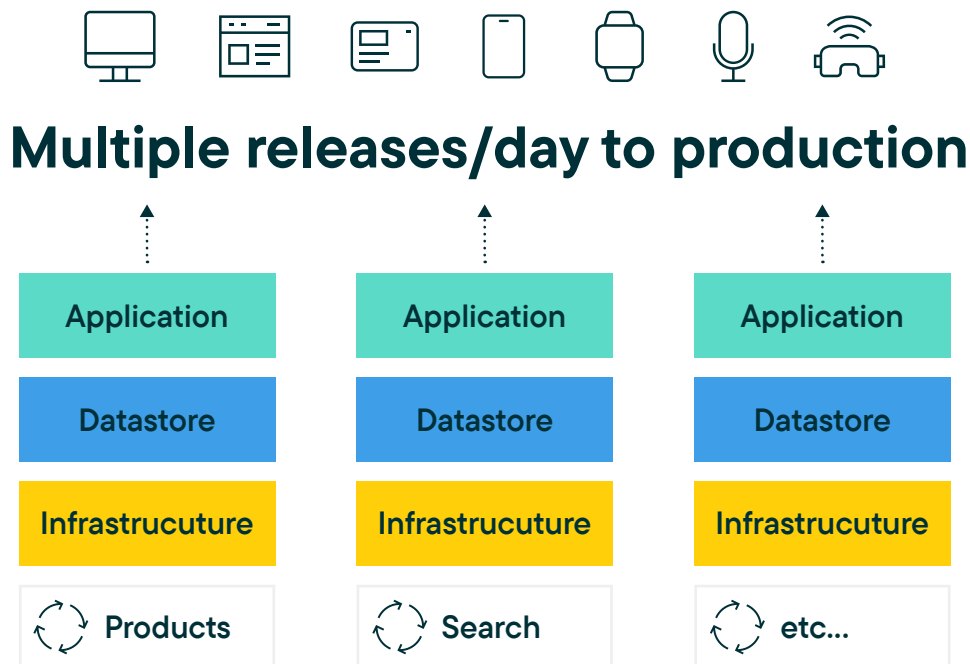 Multiple releases/day to production
Application
Application
Application
Datastore
Datastore
Datastore
Infrastrucuture
Infrastrucuture
Infrastrucuture
Products
Search
etc...